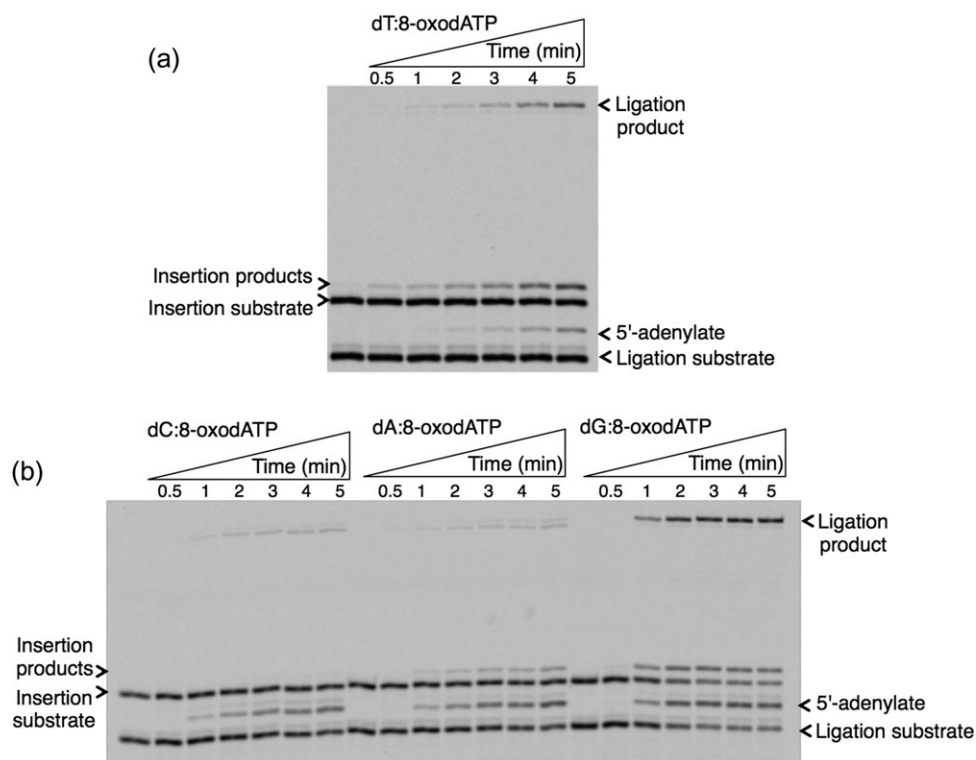 (a)
dT:8-oxodATP
Time (min)
0.5 1 2 3 4 5
Ligation
product
Insertion products
Insertion substrate
5'-adenylate
Ligation substrate
(b)
dC:8-oxodATP dA:8-oxodATP dG:8-oxodATP
Time (min) Time (min) Time (min)
0.5 1 2 3 4 5 0.5 1 2 3 4 5 0.5 1 2 3 4 5
Ligation
product
Insertion
products
Insertion
substrate
5'-adenylate
Ligation substrate